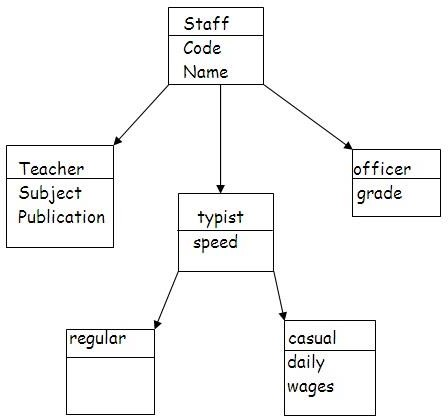 Staff
Code
Name
Teacher
Subject
Publication
officer
grade
typist
speed
regular
casual
daily
wages